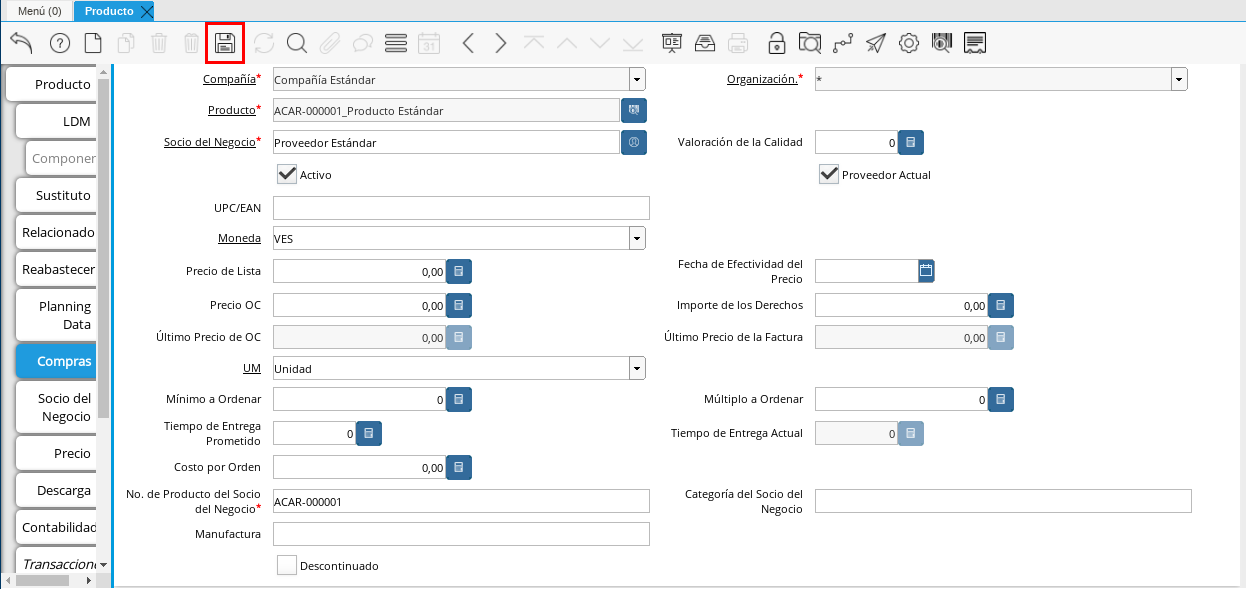 Menú (0)
Producto
31
Producto
LDM
Componen
Sustituto
Relacionado
Reabastecer
Planning
Data
Compras
Socio del
Negocio
Precio
Descarga
Contabilidad
Transaccione
Compañía*
Compañía Estándar
Organización.*
*
Producto*
ACAR-000001_Producto Estándar
Socio del Negocio*
Proveedor Estándar
Valoración de la Calidad
0
Activo
Proveedor Actual
UPC/EAN
Moneda
VES
Precio de Lista
0,00
Fecha de Efectividad del
Precio
Precio OC
0,00
Importe de los Derechos
0,00
Último Precio de OC
0,00
Último Precio de la Factura
0,00
UM
Unidad
Mínimo a Ordenar
0
Múltiplo a Ordenar
0
Tiempo de Entrega
Prometido
0
Tiempo de Entrega Actual
0
Costo por Orden
0,00
No. de Producto del Socio
del Negocio*
ACAR-000001
Categoría del Socio del
Negocio
Manufactura
Descontinuado